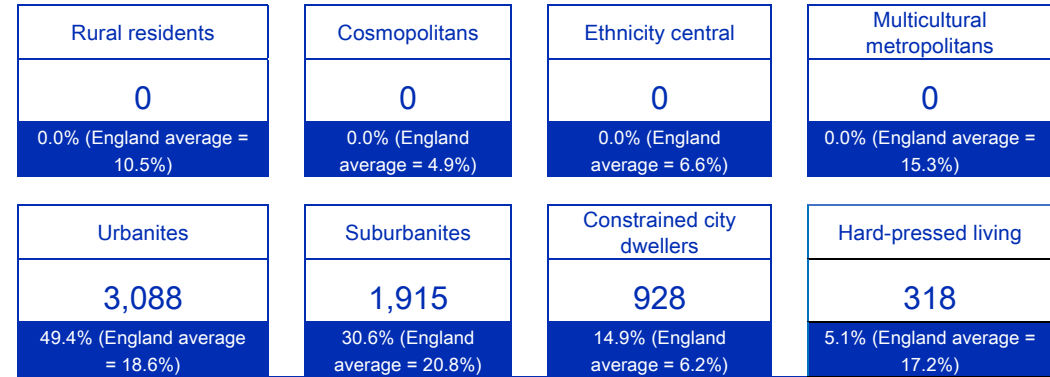 Rural residents
0
0.0% (England average =
10.5%)
Cosmopolitans
0
0.0% (England
average = 4.9%)
Ethnicity central
0
0.0% (England
average = 6.6%)
Multicultural
metropolitans
0
0.0% (England average =
15.3%)
Urbanites
3,088
49.4% (England average
= 18.6%)
Suburbanites
1,915
30.6% (England
average = 20.8%)
Constrained city
dwellers
928
14.9% (England
average = 6.2%)
Hard-pressed living
318
5.1% (England average =
17.2%)